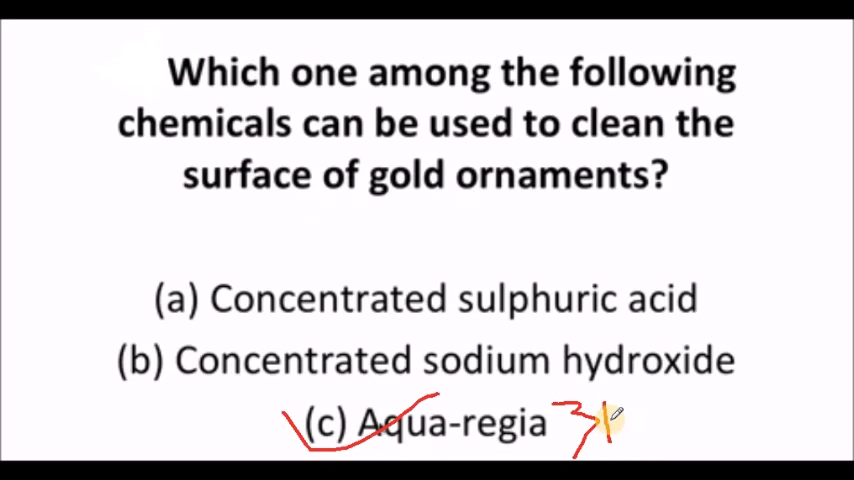 Which one among the following
chemicals can be used to clean the
surface of gold ornaments?
(a) Concentrated sulphuric acid
(b) Concentrated sodium hydroxide
(c) Aqua-regia 3